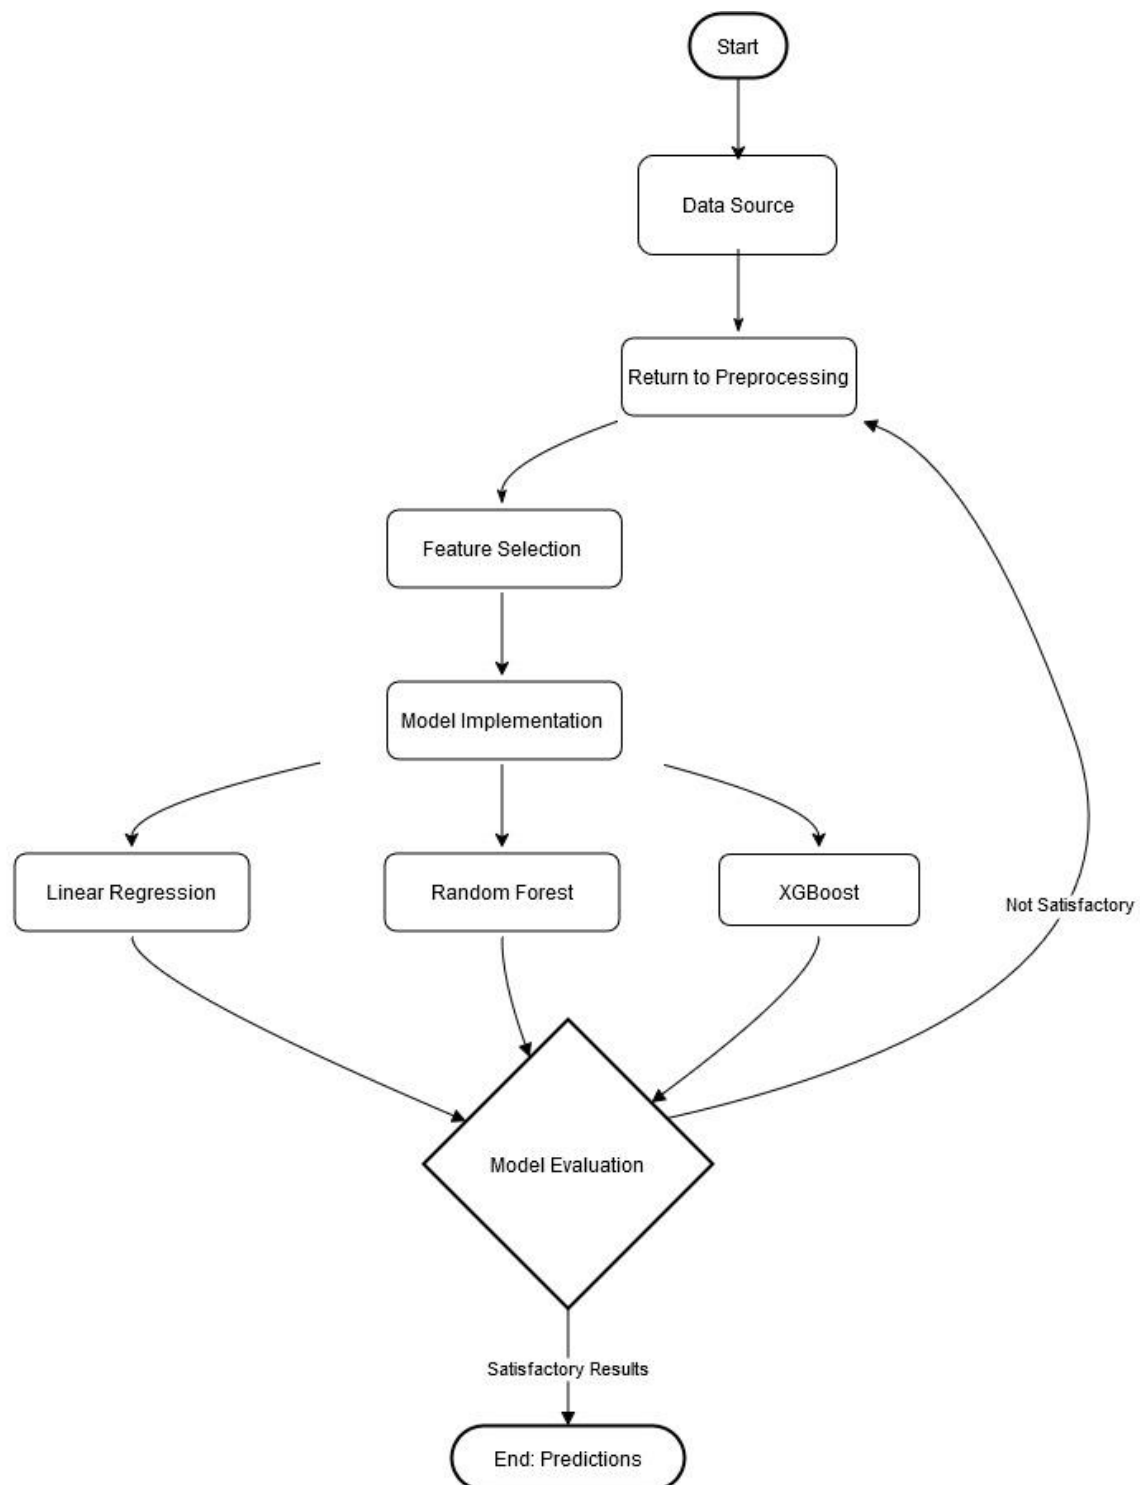 Start
Data Source
Return to Preprocessing
Feature Selection
Model Implementation
Linear Regression
Random Forest
XGBoost
Not Satisfactory
Model Evaluation
Satisfactory Results
End: Predictions